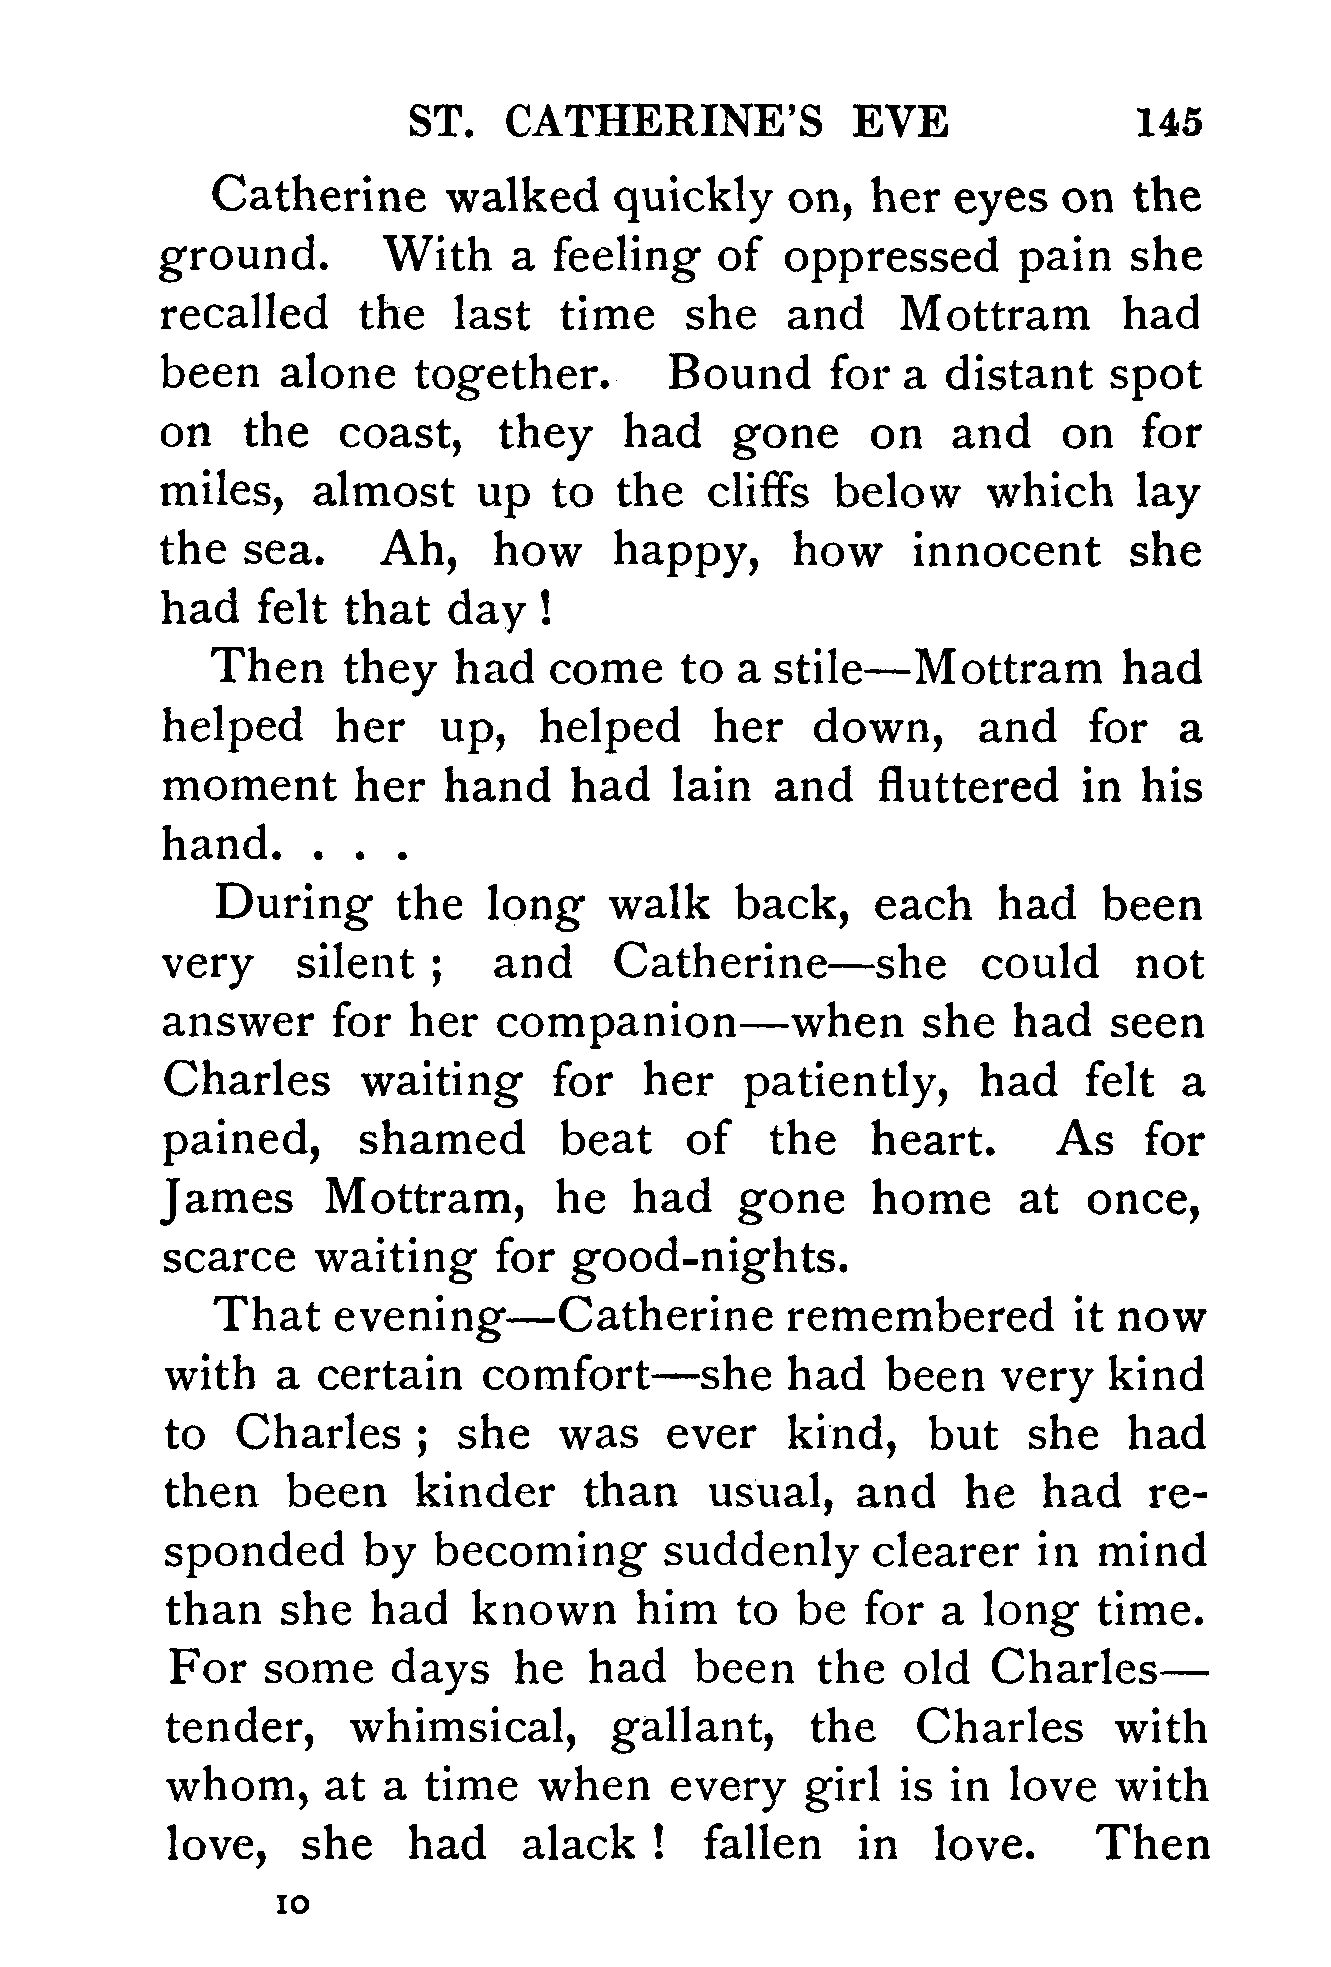 ST. CATHERINE'S EVE 145
Catherine walked quickly on, her eyes on the
ground. With a feeling of oppressed pain she
recalled the last time she and Mottram had
been alone together. Bound for a distant spot
on the coast, they had gone on and on for
miles, almost up to the cliffs below which lay
the sea. Ah, how happy, how innocent she
had felt that day !
Then they had come to a stile—Mottram had
helped her up, helped her down, and for a
moment her hand had lain and fluttered in his
hand. . . .
During the long walk back, each had been
very silent ; and Catherine—she could not
answer for her companion—when she had seen
Charles waiting for her patiently, had felt a
pained, shamed beat of the heart. As for
James Mottram, he had gone home at once,
scarce waiting for good-nights.
That evening—Catherine remembered it now
with a certain comfort—she had been very kind
to Charles ; she was ever kind, but she had
then been kinder than usual, and he had re-
sponded by becoming suddenly clearer in mind
than she had known him to be for a long time.
For some days he had been the old Charles—
tender, whimsical, gallant, the Charles with
whom, at a time when every girl is in love with
love, she had alack ! fallen in love. Then
10